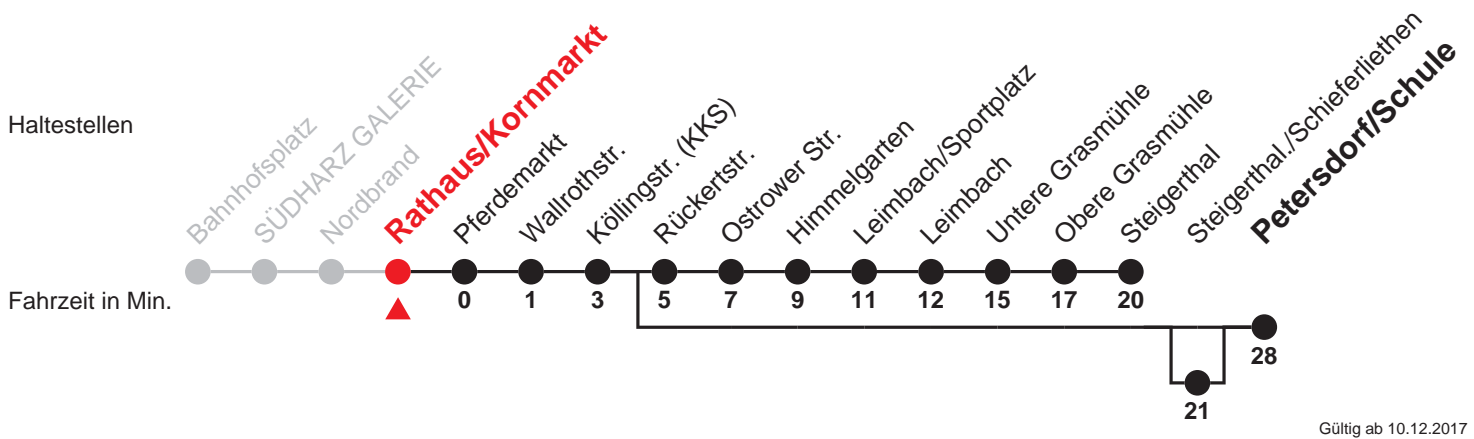 Haltestellen
Bahnhofsplatz
SÜDHARZ GALERIE
Nordbrand
Rathaus/Kornmarkt
Pferdemarkt
Wallrothstr.
Köllingstr. (KKS)
Rückertstr.
Ostrower Str.
Himmelgarten
Leimbach/Sportplatz
Leimbach
Untere Grasmühle
Obere Grasmühle
Steigerthal
Steigerthal./Schieferliethen
Petersdorf/Schule
Fahrzeit in Min.
0 1 3 5 7 9 11 12 15 17 20
28
21
Gültig ab 10.12.2017